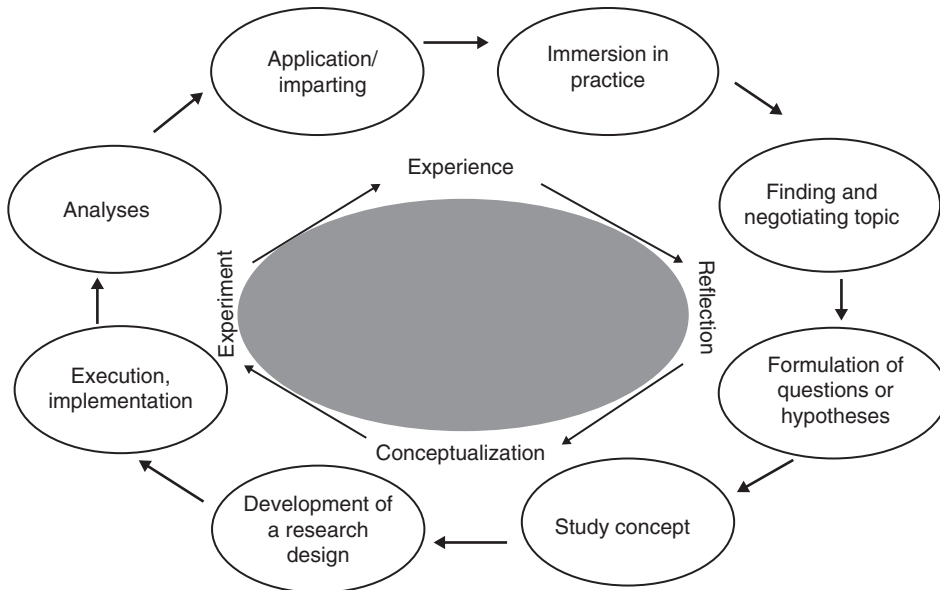 Application/
imparting
Immersion in
practice
Finding and
negotiating topic
Formulation of
questions or
hypotheses
Study concept
Development of
a research
design
Execution,
implementation
Analyses
Experience
Reflection
Conceptualization
Experiment